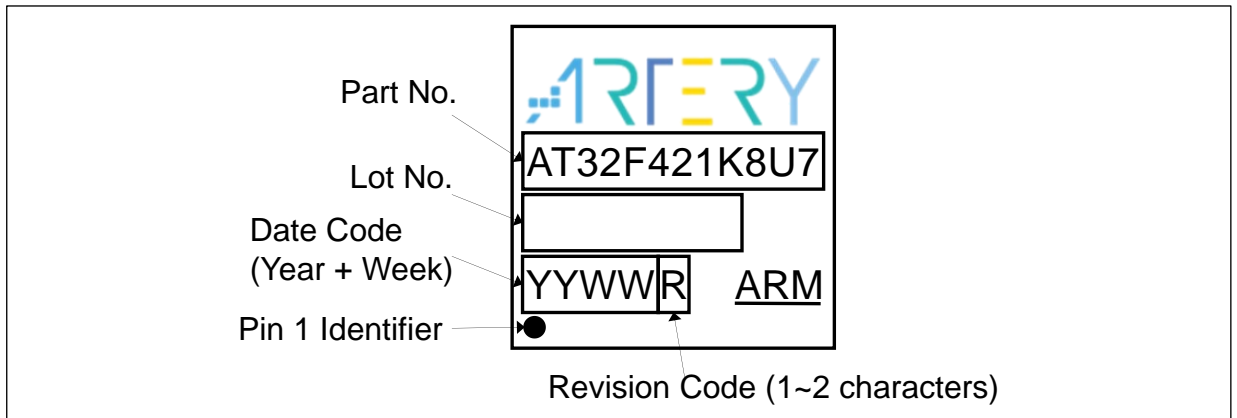 ARTERY
Part No.
AT32F421K8U7
Lot No.
Date Code
(Year + Week)
YYWW R ARM
Pin 1 Identifier
Revision Code (1~2 characters)